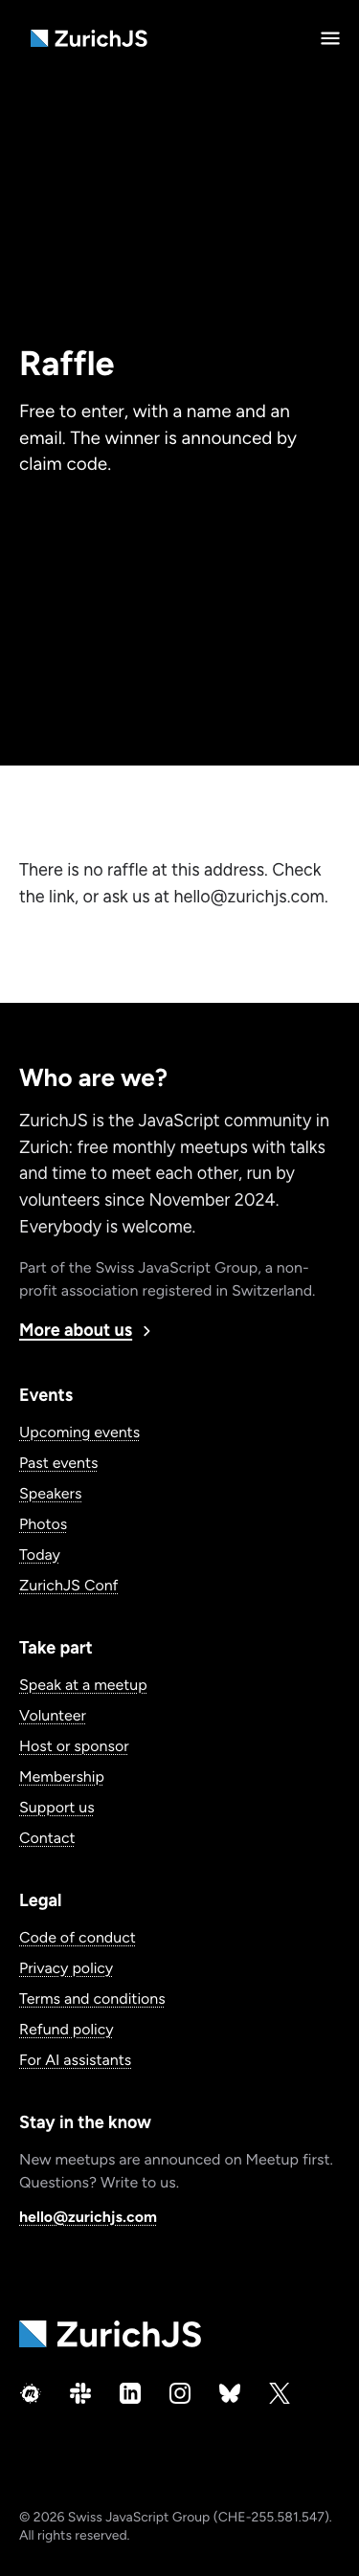 ZurichJS
Raffle
Free to enter, with a name and an
email. The winner is announced by
claim code.
There is no raffle at this address. Check
the link, or ask us at hello@zurichjs.com.
Who are we?
ZurichJS is the JavaScript community in
Zurich: free monthly meetups with talks
and time to meet each other, run by
volunteers since November 2024.
Everybody is welcome.
Part of the Swiss JavaScript Group, a non-
profit association registered in Switzerland.
More about us
Events
Upcoming events
Past events
Speakers
Photos
Today
ZurichJS Conf
Take part
Speak at a meetup
Volunteer
Host or sponsor
Membership
Support us
Contact
Legal
Code of conduct
Privacy policy
Terms and conditions
Refund policy
For AI assistants
Stay in the know
New meetups are announced on Meetup first.
Questions? Write to us.
hello@zurichjs.com
ZurichJS
© 2026 Swiss JavaScript Group (CHE-255.581.547).
All rights reserved.